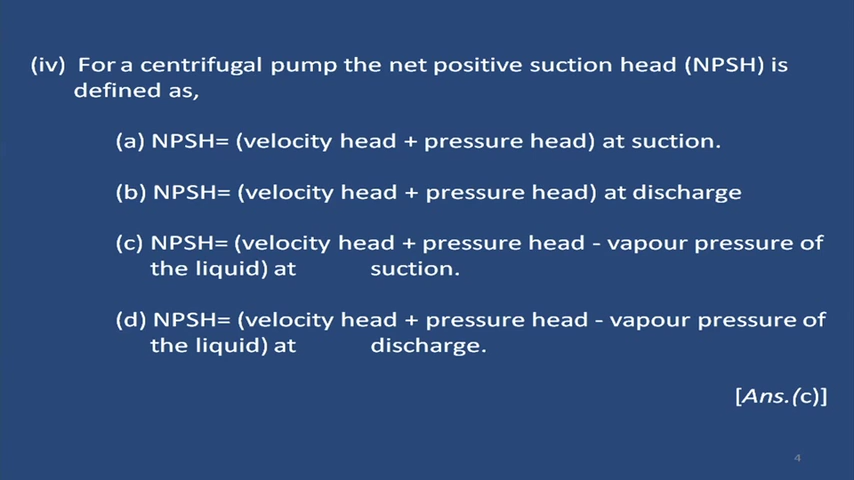 (iv) For a centrifugal pump the net positive suction head (NPSH) is
defined as,
(a) NPSH= (velocity head + pressure head) at suction.
(b) NPSH= (velocity head + pressure head) at discharge
(c) NPSH= (velocity head + pressure head - vapour pressure of
the liquid) at suction.
(d) NPSH= (velocity head + pressure head - vapour pressure of
the liquid) at discharge.
[Ans.(c)]
4